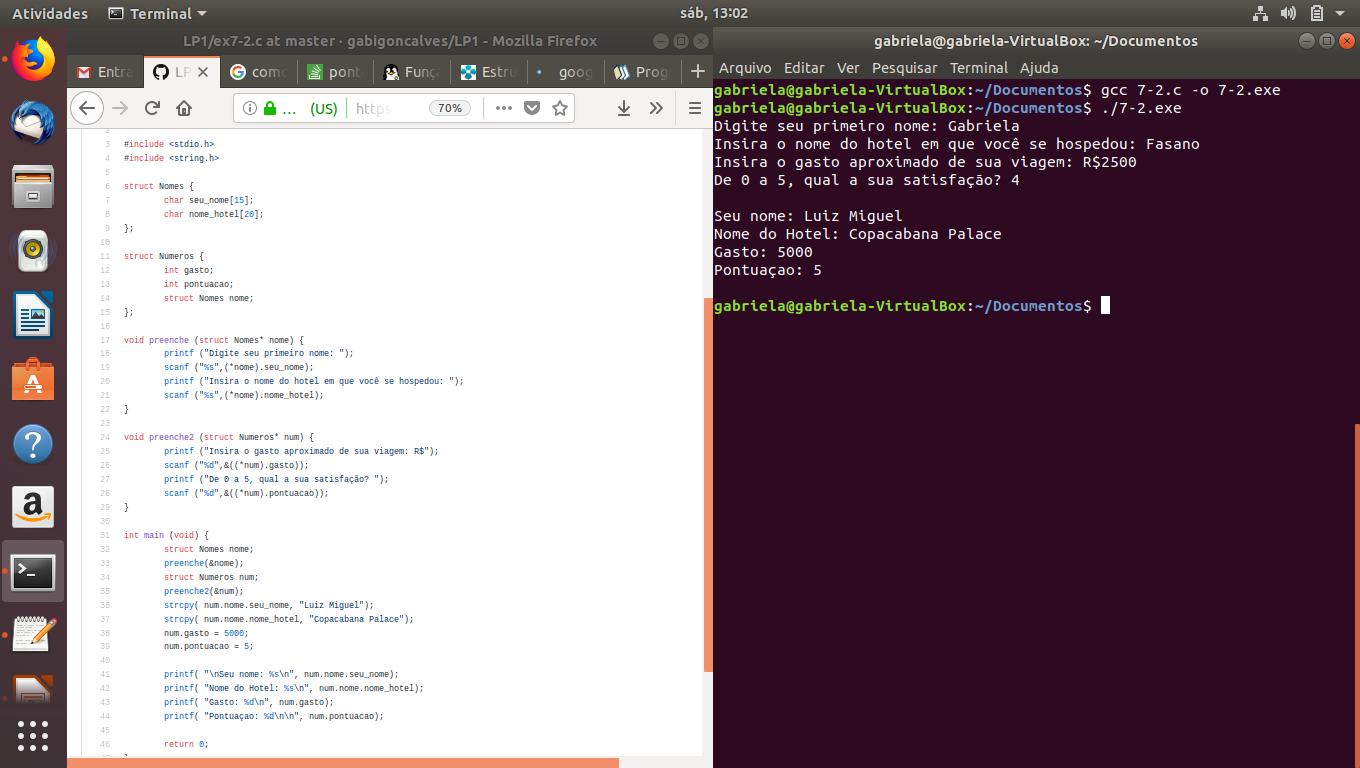 Atividades Terminal sáb, 13:02
LP1/ex7-2.c at master · gabigoncalves/LP1 - Mozilla Firefox
Entra LP como pont Funçã Estru goog Prog
... (US) https 70%
2
3 #include <stdio.h>
4 #include <string.h>
5
6 struct Nomes {
7 char seu_nome[15];
8 char nome_hotel[20];
9 };
10
11 struct Numeros {
12 int gasto;
13 int pontuacao;
14 struct Nomes nome;
15 };
16
17 void preenche (struct Nomes* nome) {
18 printf ("Digite seu primeiro nome: ");
19 scanf ("%s",(*nome).seu_nome);
20 printf ("Insira o nome do hotel em que você se hospedou: ");
21 scanf ("%s",(*nome).nome_hotel);
22 }
23
24 void preenche2 (struct Numeros* num) {
25 printf ("Insira o gasto aproximado de sua viagem: R$");
26 scanf ("%d",&((*num).gasto));
27 printf ("De 0 a 5, qual a sua satisfação? ");
28 scanf ("%d",&((*num).pontuacao));
29 }
30
31 int main (void) {
32 struct Nomes nome;
33 preenche(&nome);
34 struct Numeros num;
35 preenche2(&num);
36 strcpy( num.nome.seu_nome, "Luiz Miguel");
37 strcpy( num.nome.nome_hotel, "Copacabana Palace");
38 num.gasto = 5000;
39 num.pontuacao = 5;
40
41 printf( "\nSeu nome: %s\n", num.nome.seu_nome);
42 printf( "Nome do Hotel: %s\n", num.nome.nome_hotel);
43 printf( "Gasto: %d\n", num.gasto);
44 printf( "Pontuaçao: %d\n\n", num.pontuacao);
45
46 return 0;
gabriela@gabriela-VirtualBox: ~/Documentos
Arquivo Editar Ver Pesquisar Terminal Ajuda
gabriela@gabriela-VirtualBox:~/Documentos$ gcc 7-2.c -o 7-2.exe
gabriela@gabriela-VirtualBox:~/Documentos$ ./7-2.exe
Digite seu primeiro nome: Gabriela
Insira o nome do hotel em que você se hospedou: Fasano
Insira o gasto aproximado de sua viagem: R$2500
De 0 a 5, qual a sua satisfação? 4

Seu nome: Luiz Miguel
Nome do Hotel: Copacabana Palace
Gasto: 5000
Pontuaçao: 5

gabriela@gabriela-VirtualBox:~/Documentos$